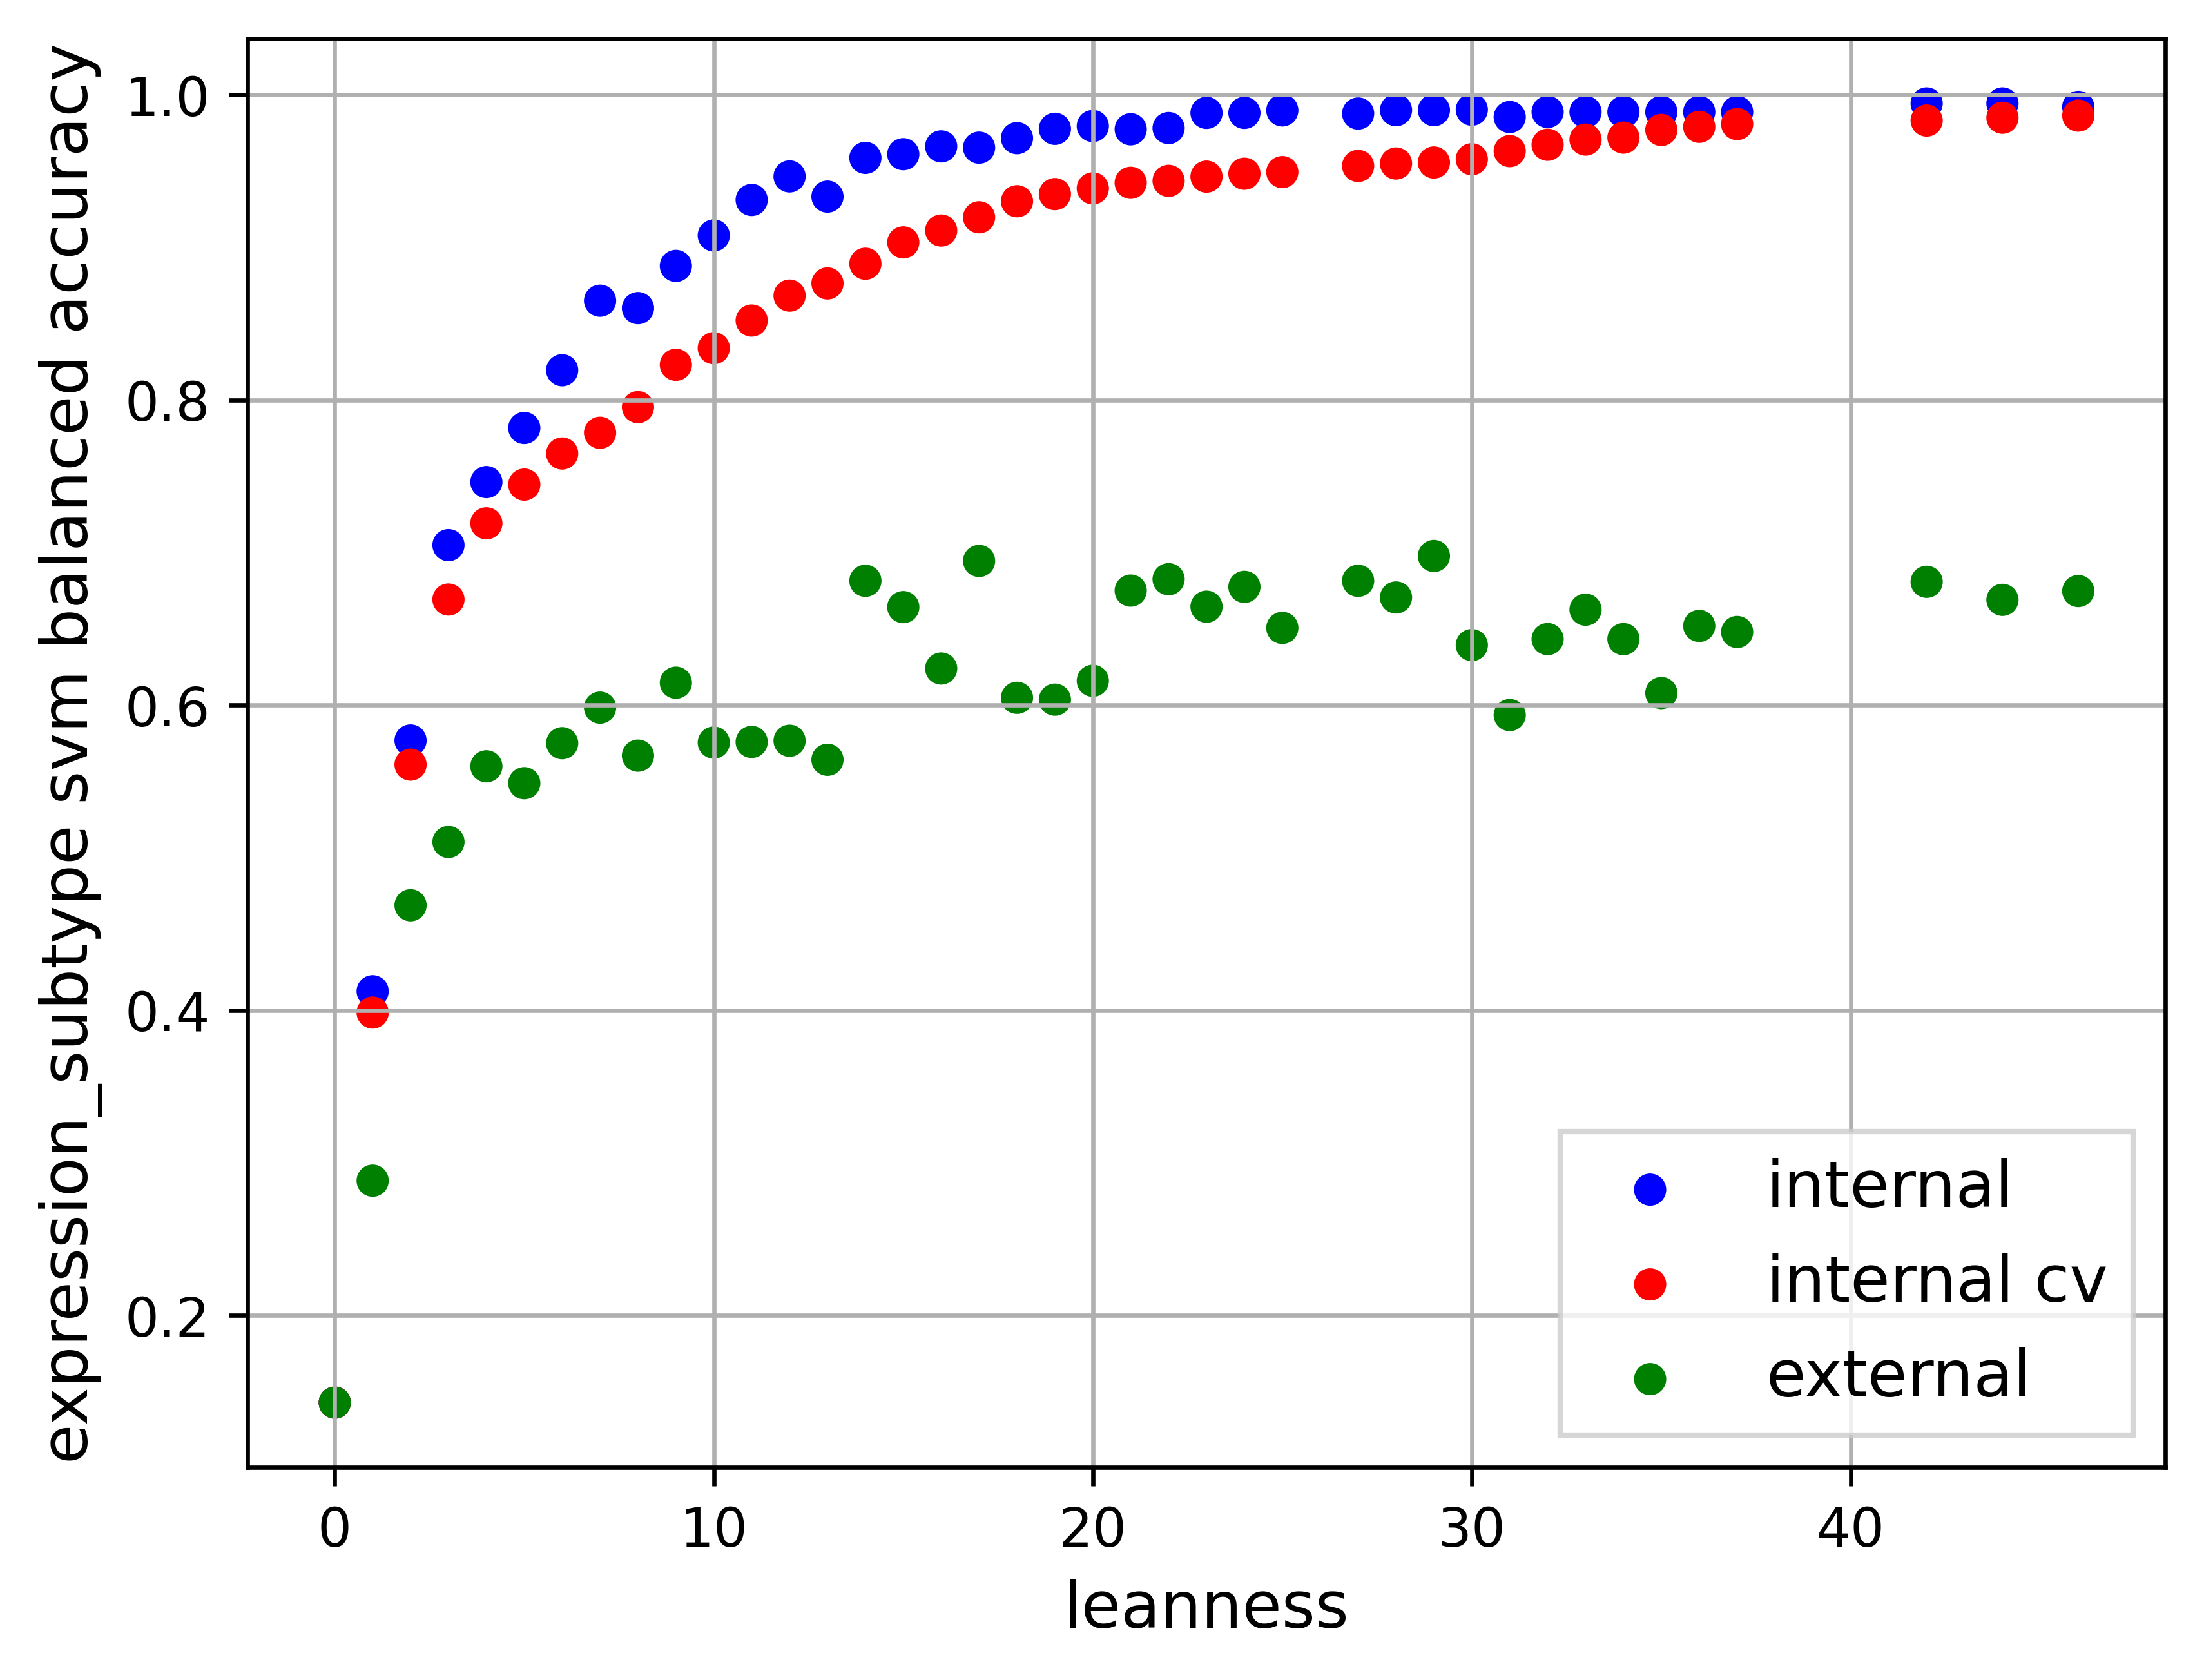 expression_subtype svm balanced accuracy
1.0
0.8
0.6
0.4
0.2
internal
internal cv
external
0 10 20 30 40
leanness